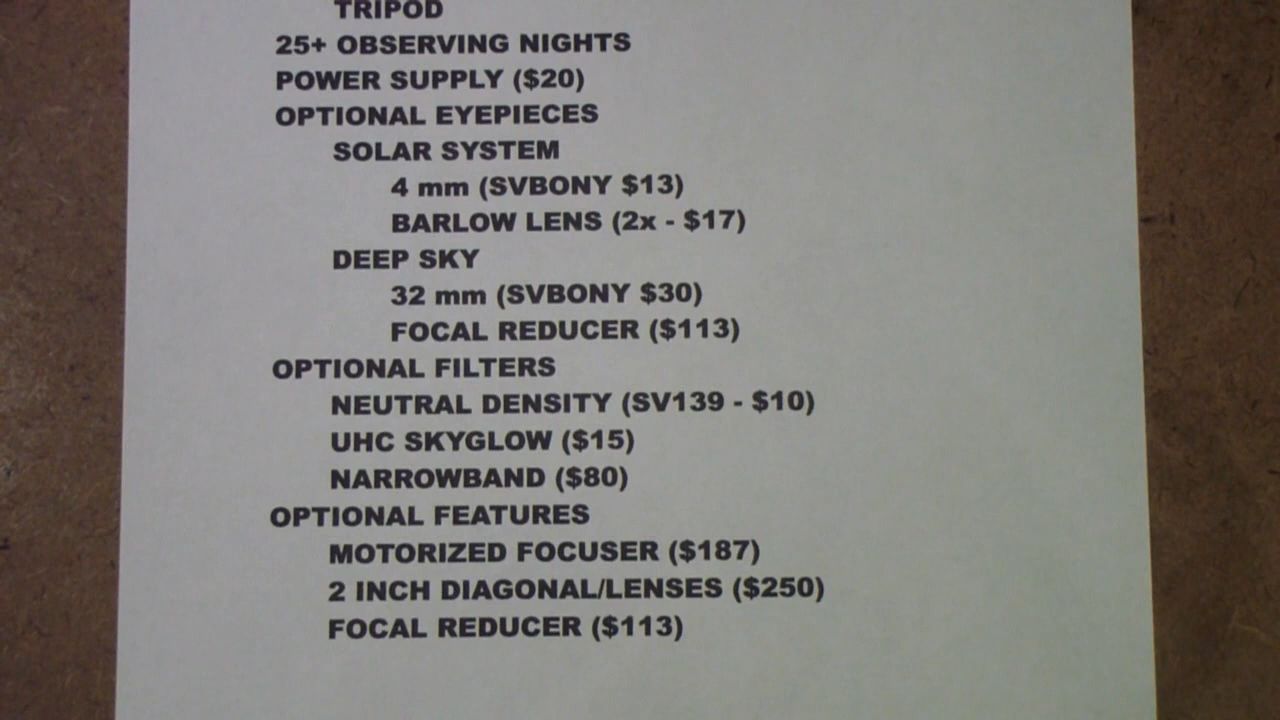 TRIPOD
25+ OBSERVING NIGHTS
POWER SUPPLY ($20)
OPTIONAL EYEPIECES
SOLAR SYSTEM
4 mm (SVBONY $13)
BARLOW LENS (2x - $17)
DEEP SKY
32 mm (SVBONY $30)
FOCAL REDUCER ($113)
OPTIONAL FILTERS
NEUTRAL DENSITY (SV139 - $10)
UHC SKYGLOW ($15)
NARROWBAND ($80)
OPTIONAL FEATURES
MOTORIZED FOCUSER ($187)
2 INCH DIAGONAL/LENSES ($250)
FOCAL REDUCER ($113)